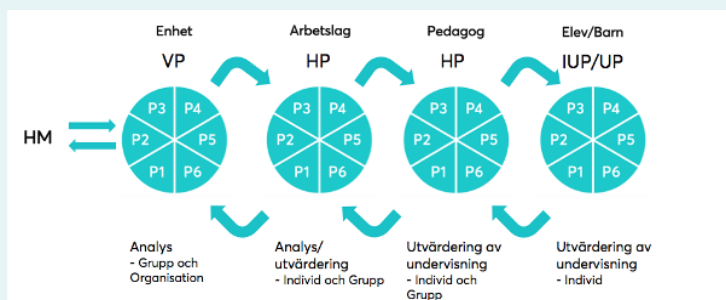 Enhet
Arbetslag
Pedagog
Elev/Barn
VP
HP
HP
IUP/UP
HM
P3 P4
P2 P5
P1 P6
P3 P4
P2 P5
P1 P6
P3 P4
P2 P5
P1 P6
P3 P4
P2 P5
P1 P6
Analys
- Grupp och
Organisation
Analys/
utvärdering
- Individ och Grupp
Utvärdering av
undervisning
- Individ och
Grupp
Utvärdering av
undervisning
- Individ